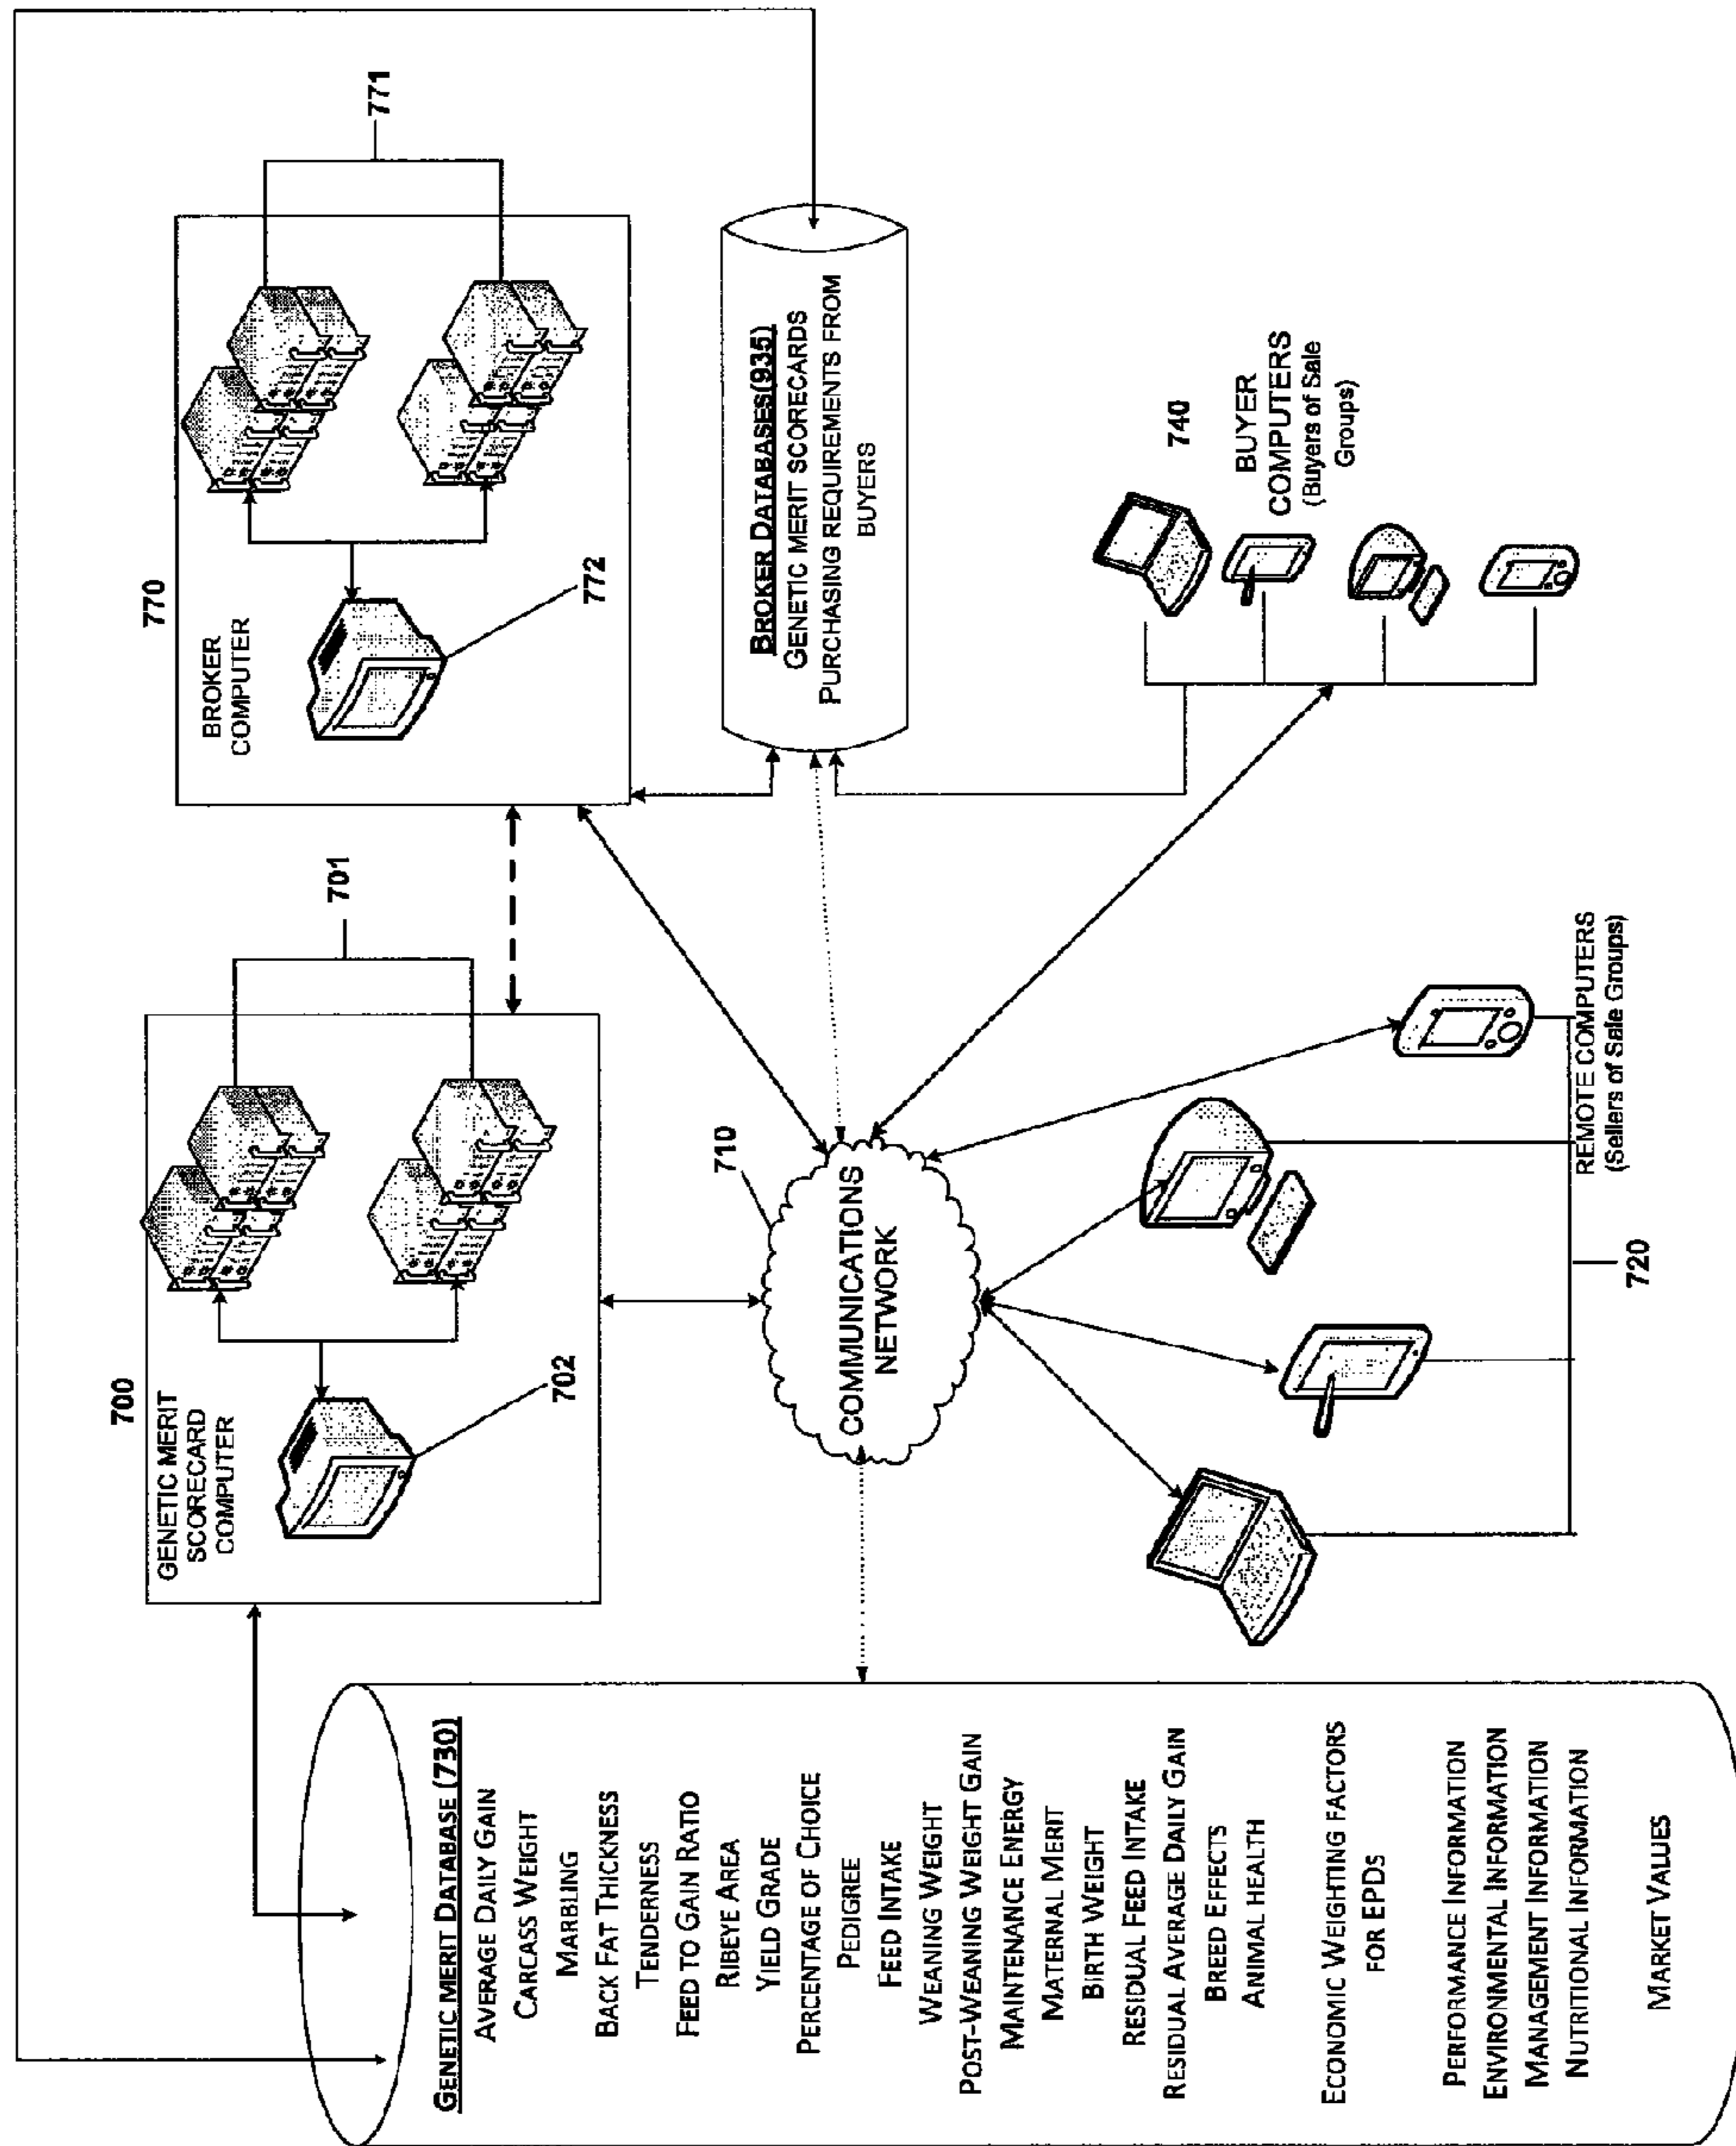 700
GENETIC MERIT
SCORECARD
COMPUTER
702
701
770
BROKER
COMPUTER
772
771
GENETIC MERIT DATABASE (730)
AVERAGE DAILY GAIN
CARCASS WEIGHT
MARBLING
BACK FAT THICKNESS
TENDERNESS
FEED TO GAIN RATIO
RIBEYE AREA
YIELD GRADE
PERCENTAGE OF CHOICE
PEDIGREE
FEED INTAKE
WEANING WEIGHT
POST-WEANING WEIGHT GAIN
MAINTENANCE ENERGY
MATERNAL MERIT
BIRTH WEIGHT
RESIDUAL FEED INTAKE
RESIDUAL AVERAGE DAILY GAIN
BREED EFFECTS
ANIMAL HEALTH
ECONOMIC WEIGHTING FACTORS
FOR EPDS
PERFORMANCE INFORMATION
ENVIRONMENTAL INFORMATION
MANAGEMENT INFORMATION
NUTRITIONAL INFORMATION
MARKET VALUES
710
COMMUNICATIONS
NETWORK
BROKER DATABASES(935)
GENETIC MERIT SCORECARDS
PURCHASING REQUIREMENTS FROM
BUYERS
740
BUYER
COMPUTERS
(Buyers of Sale
Groups)
REMOTE COMPUTERS
(Sellers of Sale Groups)
720